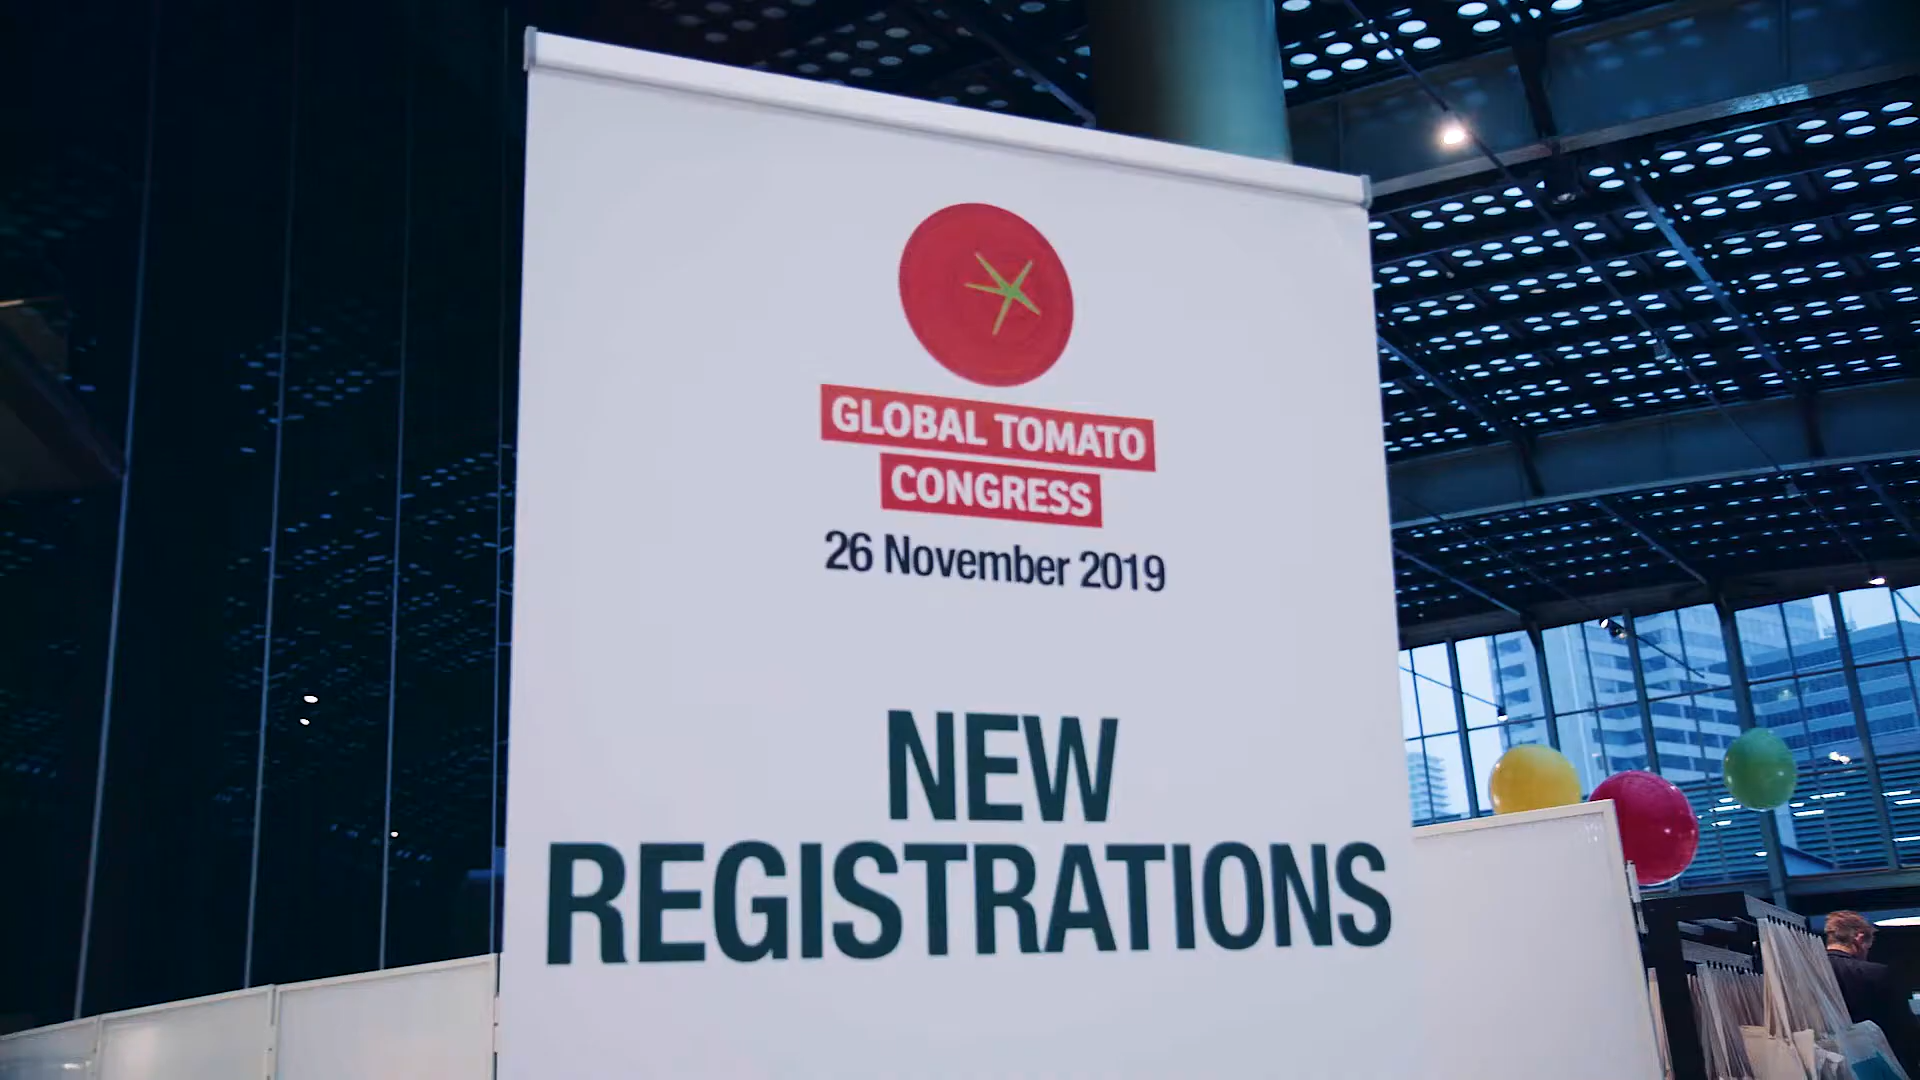 GLOBAL TOMATO
CONGRESS
26 November 2019
NEW
REGISTRATIONS